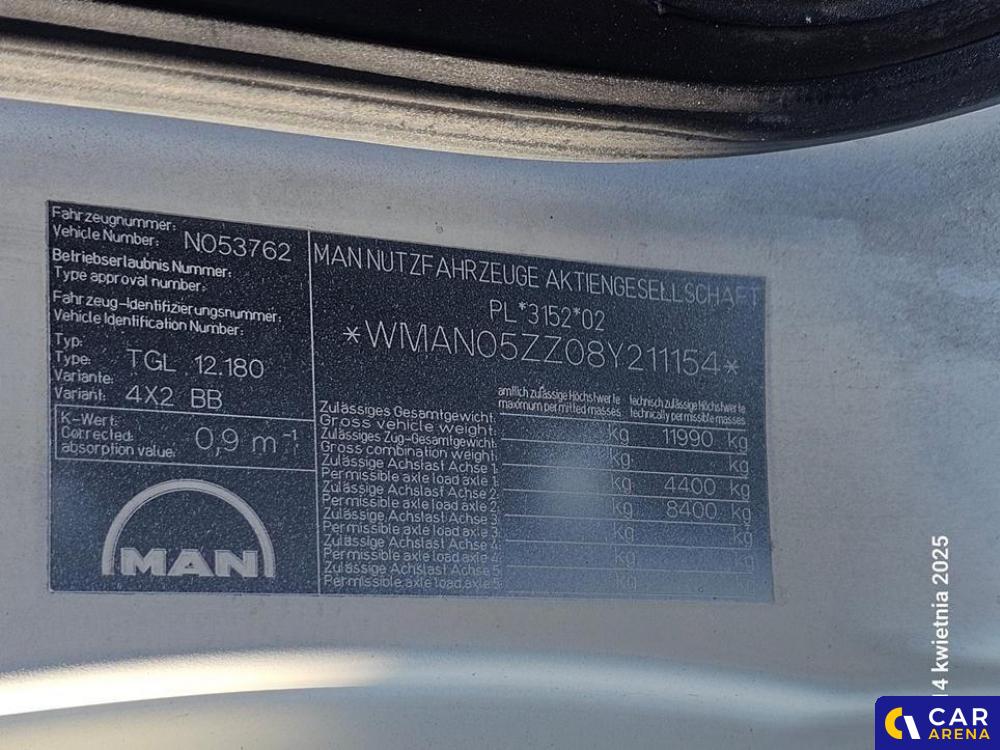 Fahrzeugnummer:
Vehicle Number: N053762
Betriebserlaubnis Nummer:
Type approval number:
Fahrzeug-Identifizierungsnummer:
Vehicle Identification Number:
Typ:
Type: TGL 12.180
Variante:
Variant: 4X2 BB
K-Wert:
Corrected
absorption value: 0,9 m⁻¹
MAN
MAN NUTZFAHRZEUGE AKTIENGESELLSCHAFT
PL*3152*02
*WMAN05ZZ08Y211154*
amtlich zulässige Höchstwerte technisch zulässige Höchstwerte
maximum permitted masses technically permissible masses
Zulässiges Gesamtgewicht:
Gross vehicle weight: kg 11990 kg
Zulässiges Zug-Gesamtgewicht:
Gross combination weight: kg kg
Zulässige Achslast Achse 1:
Permissible axle load axle 1: kg 4400 kg
Zulässige Achslast Achse 2:
Permissible axle load axle 2: kg 8400 kg
Zulässige Achslast Achse 3:
Permissible axle load axle 3: kg kg
Zulässige Achslast Achse 4:
Permissible axle load axle 4: kg kg
Zulässige Achslast Achse 5:
Permissible axle load axle 5: kg kg
14 kwietnia 2025
CAR
ARENA